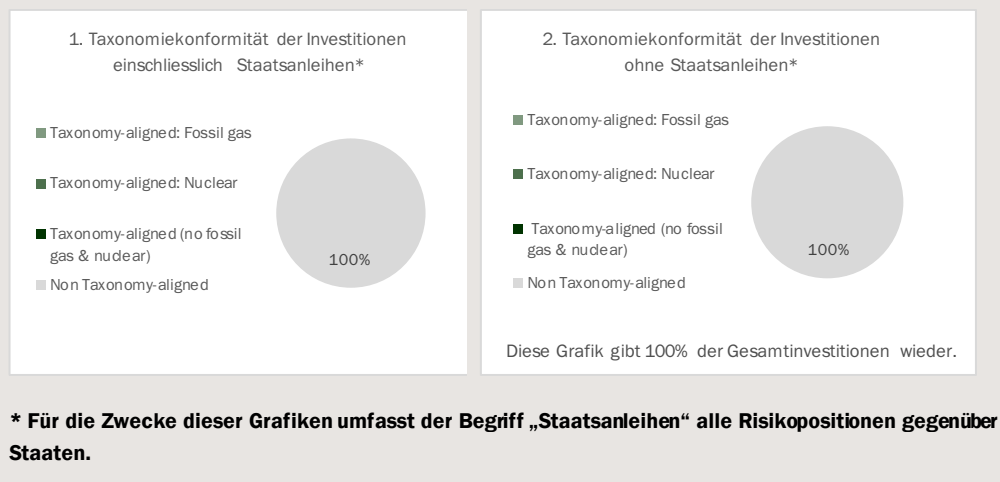 1. Taxonomiekonformität der Investitionen
einschliesslich Staatsanleihen*
Taxonomy-aligned: Fossil gas
Taxonomy-aligned: Nuclear
Taxonomy-aligned (no fossil
gas & nuclear)
Non Taxonomy-aligned
100%
2. Taxonomiekonformität der Investitionen
ohne Staatsanleihen*
Taxonomy-aligned: Fossil gas
Taxonomy-aligned: Nuclear
Taxonomy-aligned (no fossil
gas & nuclear)
Non Taxonomy-aligned
100%
Diese Grafik gibt 100% der Gesamtinvestitionen wieder.
* Für die Zwecke dieser Grafiken umfasst der Begriff „Staatsanleihen“ alle Risikopositionen gegenüber
Staaten.